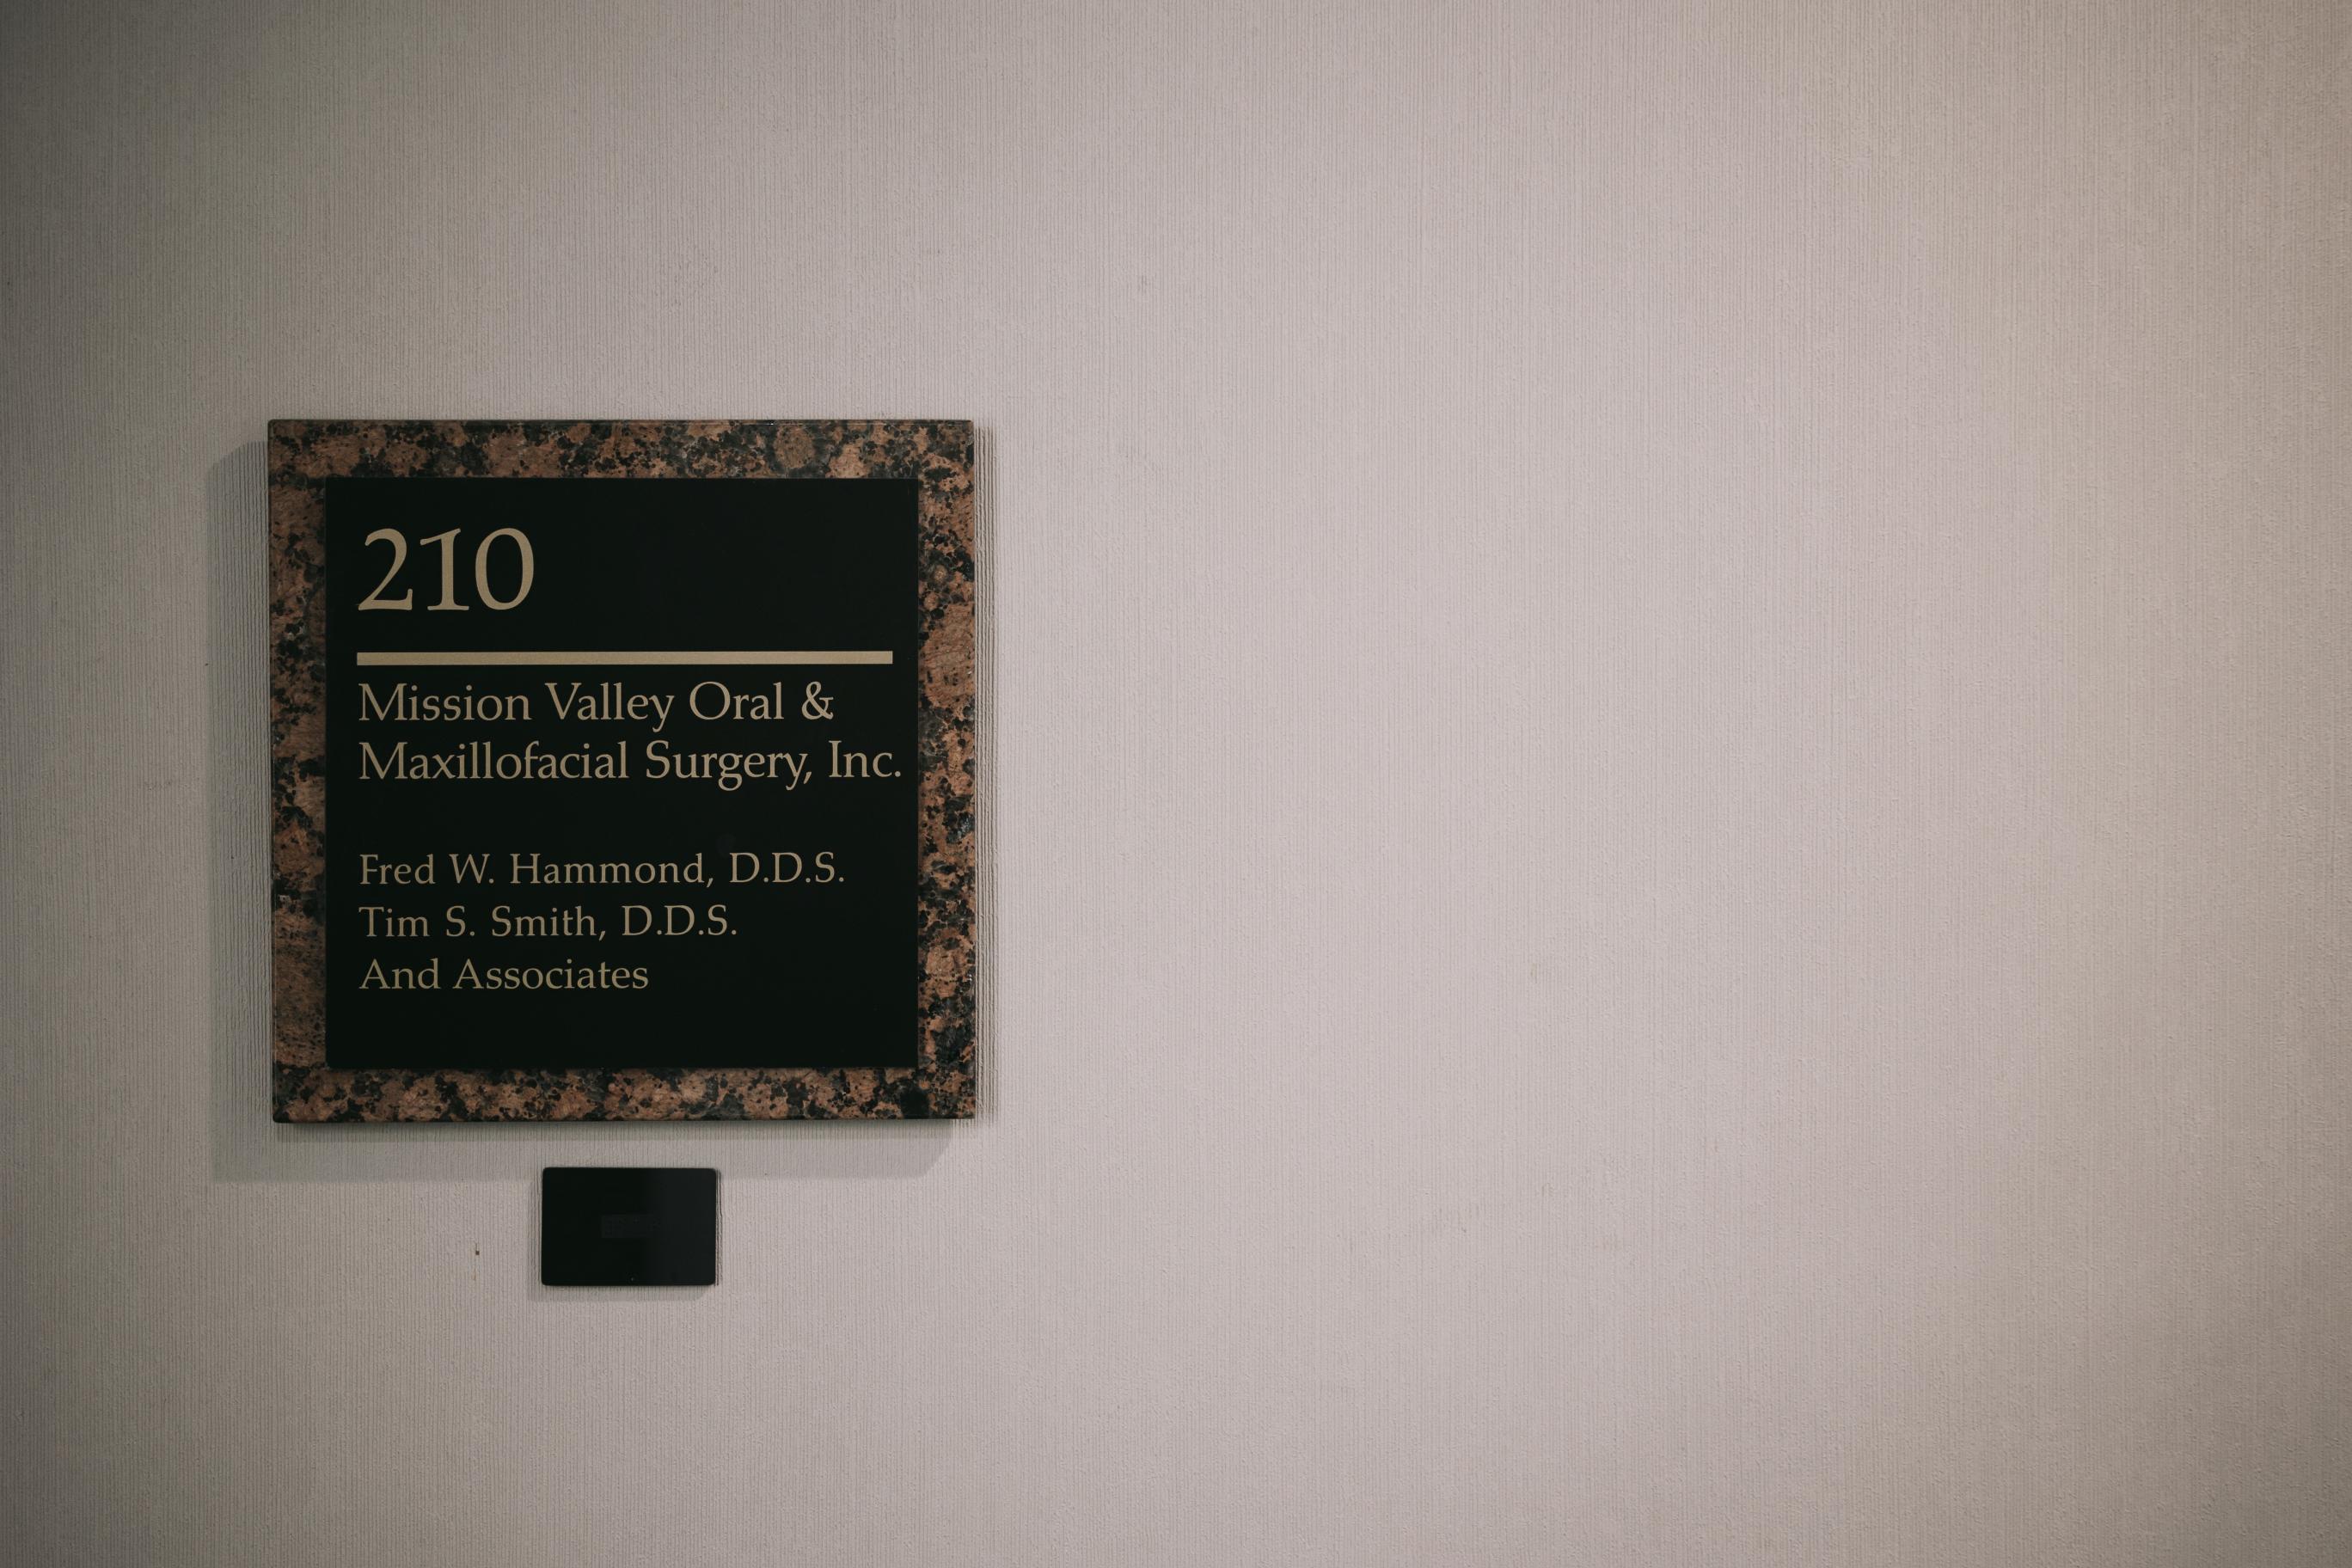 210
Mission Valley Oral &
Maxillofacial Surgery, Inc.
Fred W. Hammond, D.D.S.
Tim S. Smith, D.D.S.
And Associates